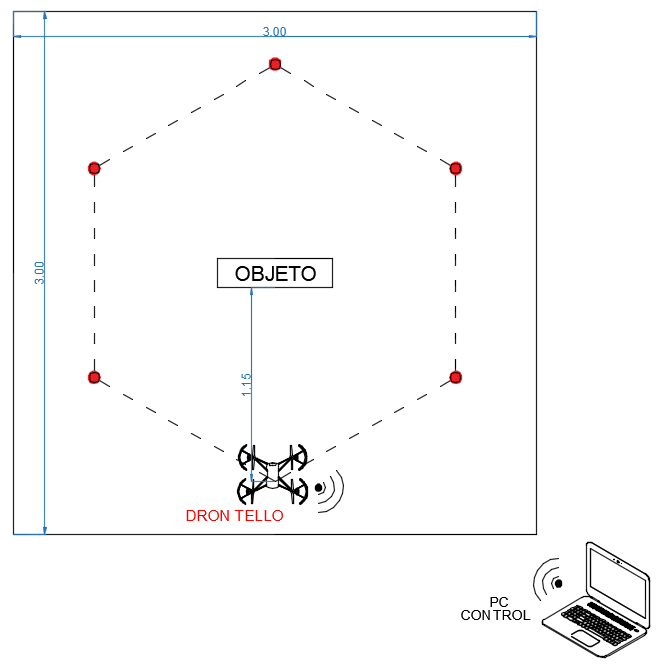 3.00
3.00
OBJETO
1.15
DRON TELLO
PC
CONTROL